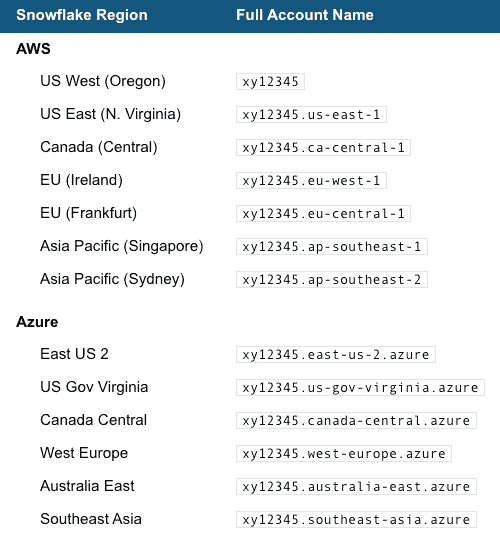 Snowflake Region Full Account Name
AWS
US West (Oregon) xy12345
US East (N. Virginia) xy12345.us-east-1
Canada (Central) xy12345.ca-central-1
EU (Ireland) xy12345.eu-west-1
EU (Frankfurt) xy12345.eu-central-1
Asia Pacific (Singapore) xy12345.ap-southeast-1
Asia Pacific (Sydney) xy12345.ap-southeast-2
Azure
East US 2 xy12345.east-us-2.azure
US Gov Virginia xy12345.us-gov-virginia.azure
Canada Central xy12345.canada-central.azure
West Europe xy12345.west-europe.azure
Australia East xy12345.australia-east.azure
Southeast Asia xy12345.southeast-asia.azure